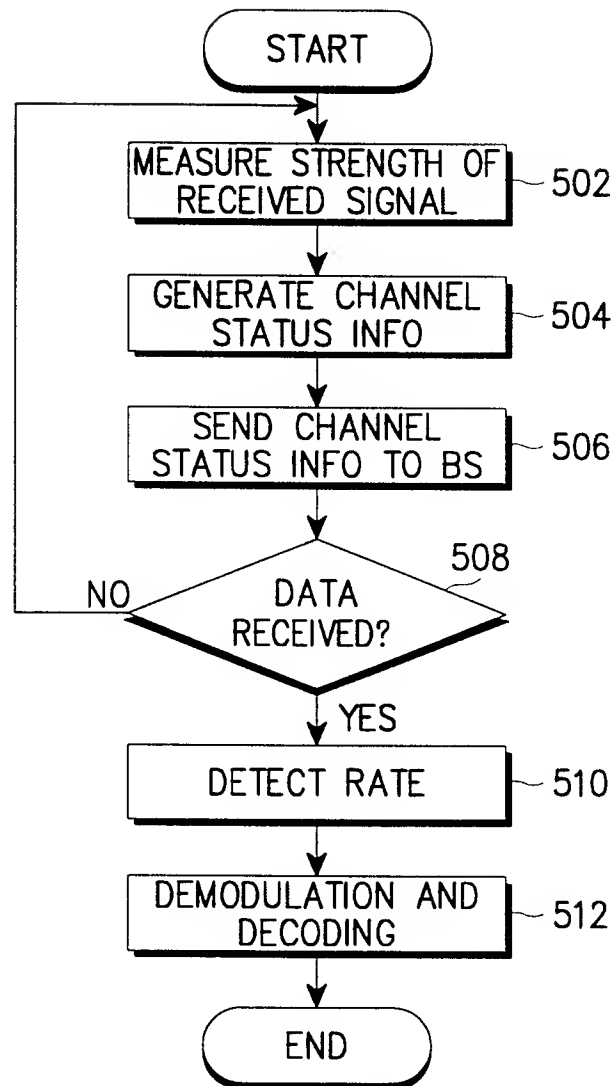 START
MEASURE STRENGTH OF
RECEIVED SIGNAL
502
GENERATE CHANNEL
STATUS INFO
504
SEND CHANNEL
STATUS INFO TO BS
506
508
NO
DATA
RECEIVED?
YES
DETECT RATE
510
DEMODULATION AND
DECODING
512
END